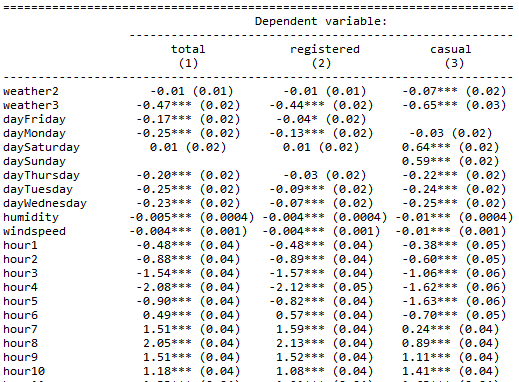 ================================================================================
Dependent variable:
------------------------------------------------------------
total registered casual
(1) (2) (3)
--------------------------------------------------------------------------------
weather2 -0.01 (0.01) -0.01 (0.01) -0.07*** (0.02)
weather3 -0.47*** (0.02) -0.44*** (0.02) -0.65*** (0.03)
dayFriday -0.17*** (0.02) -0.04* (0.02)
dayMonday -0.25*** (0.02) -0.13*** (0.02) -0.03 (0.02)
daySaturday 0.01 (0.02) 0.01 (0.02) 0.64*** (0.02)
daySunday 0.59*** (0.02)
dayThursday -0.20*** (0.02) -0.03 (0.02) -0.22*** (0.02)
dayTuesday -0.25*** (0.02) -0.09*** (0.02) -0.24*** (0.02)
dayWednesday -0.23*** (0.02) -0.07*** (0.02) -0.25*** (0.02)
humidity -0.005*** (0.0004) -0.004*** (0.0004) -0.01*** (0.0004)
windspeed -0.004*** (0.001) -0.004*** (0.001) -0.01*** (0.001)
hour1 -0.48*** (0.04) -0.48*** (0.04) -0.38*** (0.05)
hour2 -0.88*** (0.04) -0.89*** (0.04) -0.60*** (0.05)
hour3 -1.54*** (0.04) -1.57*** (0.04) -1.06*** (0.06)
hour4 -2.08*** (0.04) -2.12*** (0.05) -1.62*** (0.06)
hour5 -0.90*** (0.04) -0.82*** (0.04) -1.63*** (0.06)
hour6 0.49*** (0.04) 0.57*** (0.04) -0.70*** (0.05)
hour7 1.51*** (0.04) 1.59*** (0.04) 0.24*** (0.04)
hour8 2.05*** (0.04) 2.13*** (0.04) 0.89*** (0.04)
hour9 1.51*** (0.04) 1.52*** (0.04) 1.11*** (0.04)
hour10 1.18*** (0.04) 1.08*** (0.04) 1.41*** (0.04)